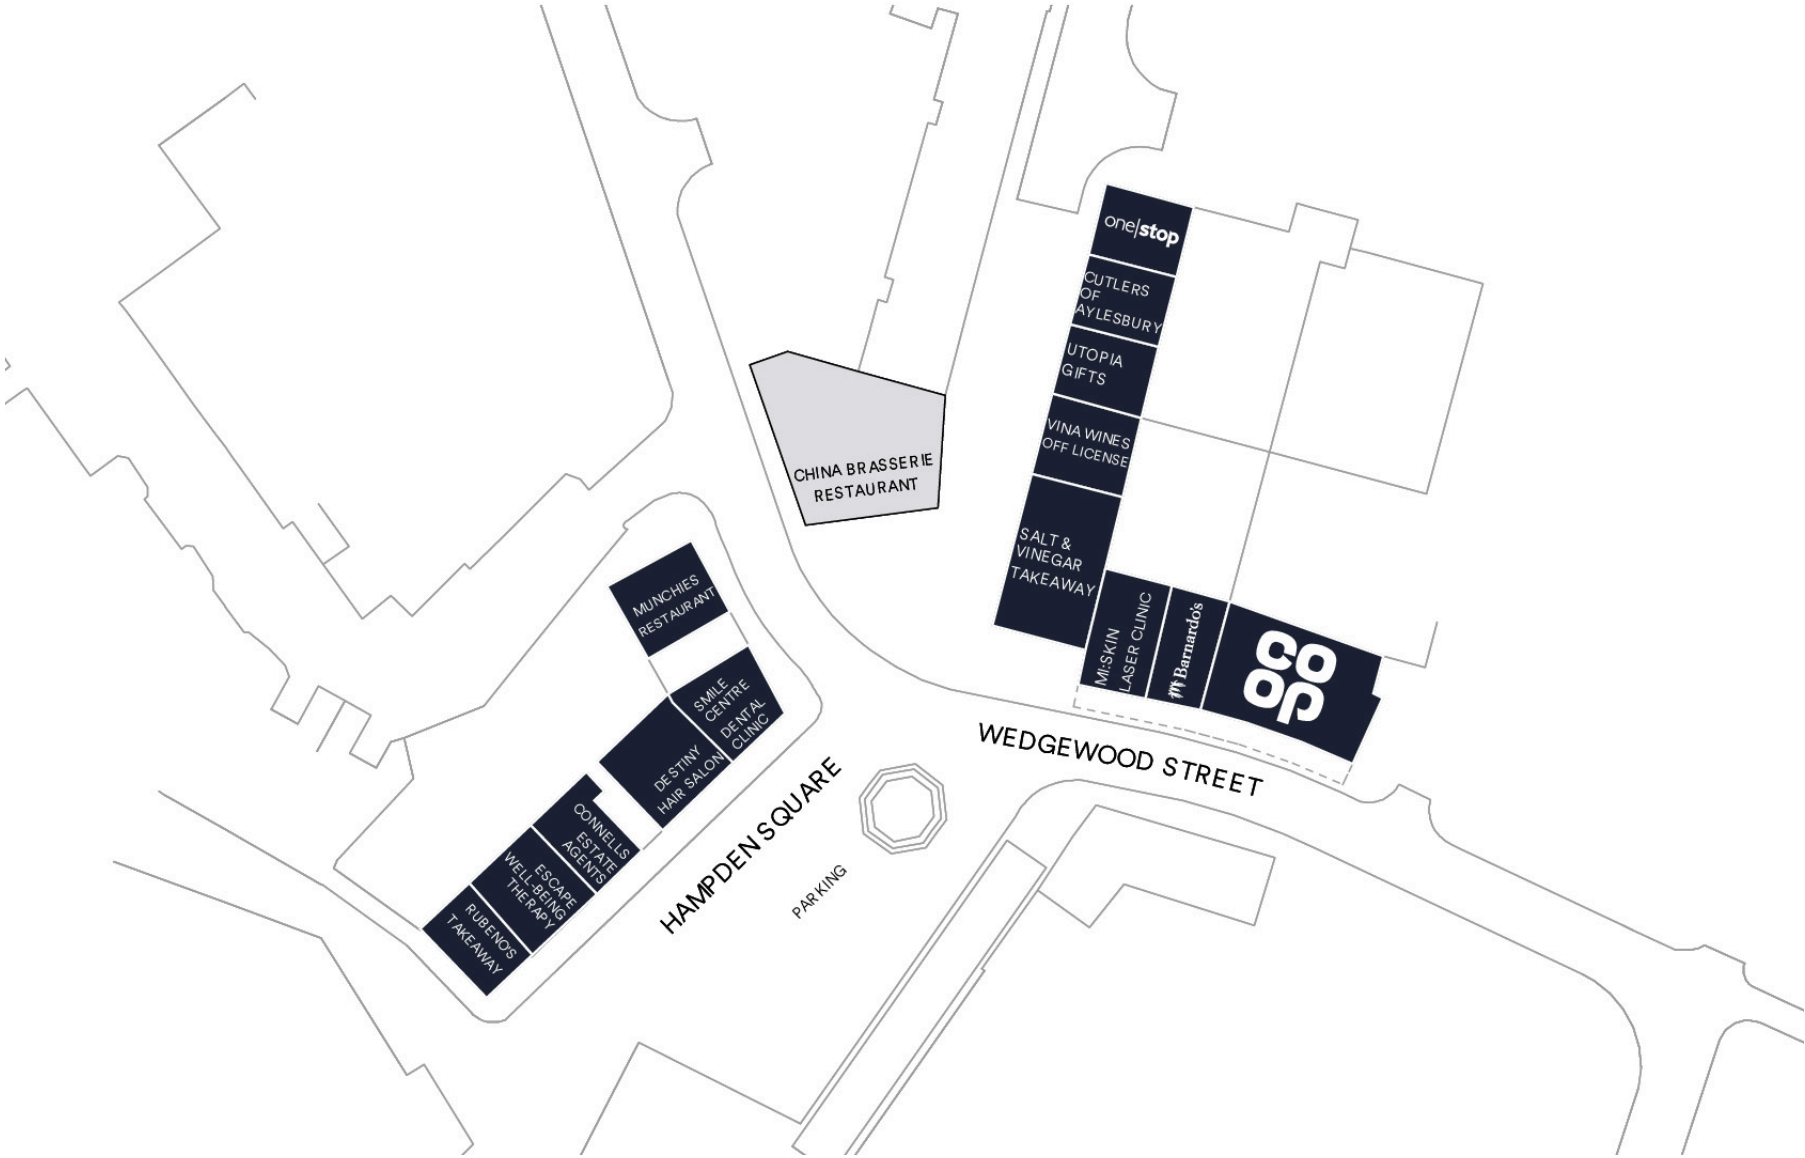 one|stop
CUTLERS
OF
AYLESBURY
UTOPIA
GIFTS
VINA WINES
OFF LICENSE
CHINA BRASSERIE
RESTAURANT
SALT &
VINEGAR
TAKEAWAY
MI:SKIN
LASER CLINIC
Barnardo's
CO
OP
MUNCHIES
RESTAURANT
SMILE
CENTRE
DENTAL
CLINIC
DESTINY
HAIR SALON
CONNELLS
ESTATE
AGENTS
ESCAPE
WELL-BEING
THERAPY
RUBENO'S
TAKEAWAY
HAMPDEN SQUARE
WEDGEWOOD STREET
PARKING